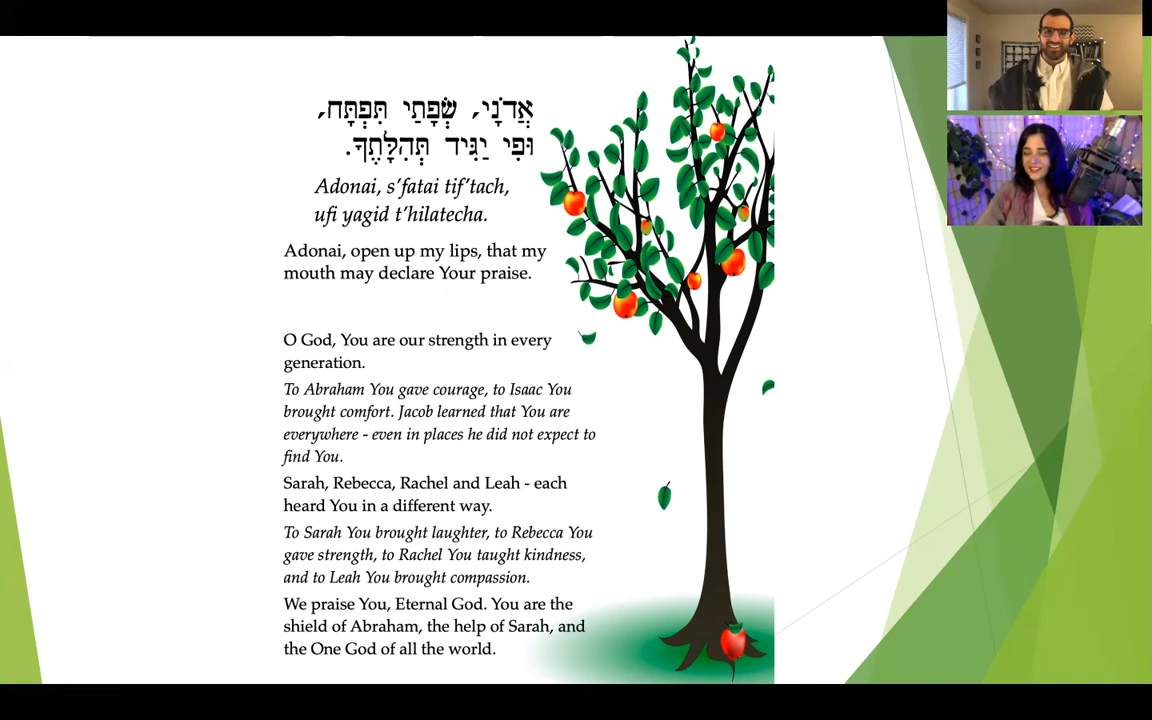 אֲדֹנָי, שְׂפָתַי תִּפְתָּח,
וּפִי יַגִּיד תְּהִלָּתֶךָ.
Adonai, s’fatai tif’tach,
ufi yagid t’hilatecha.
Adonai, open up my lips, that my
mouth may declare Your praise.
O God, You are our strength in every
generation.
To Abraham You gave courage, to Isaac You
brought comfort. Jacob learned that You are
everywhere - even in places he did not expect to
find You.
Sarah, Rebecca, Rachel and Leah - each
heard You in a different way.
To Sarah You brought laughter, to Rebecca You
gave strength, to Rachel You taught kindness,
and to Leah You brought compassion.
We praise You, Eternal God. You are the
shield of Abraham, the help of Sarah, and
the One God of all the world.